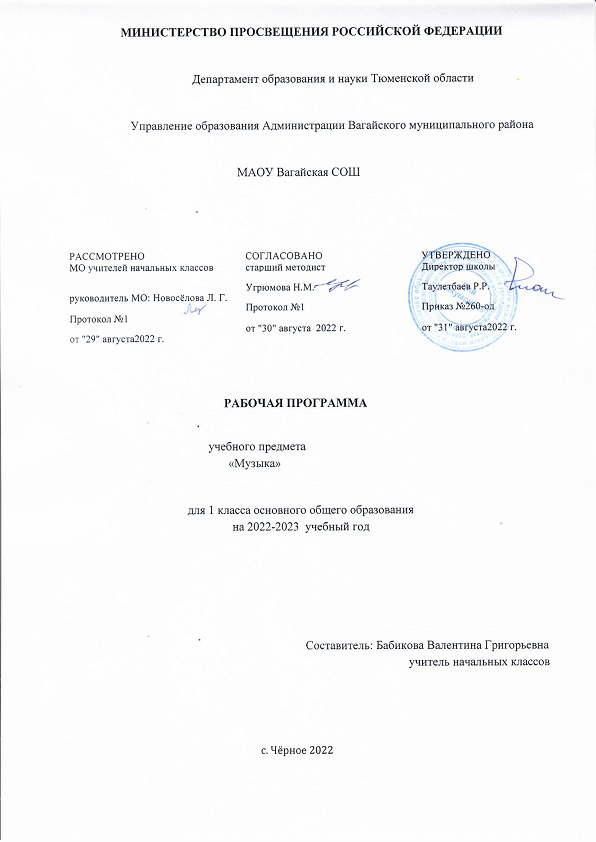 МИНИСТЕРСТВО ПРОСВЕЩЕНИЯ РОССИЙСКОЙ ФЕДЕРАЦИИ
Департамент образования и науки Тюменской области
Управление образования Администрации Вагайского муниципального района
МАОУ Вагайская СОШ
РАССМОТРЕНО
МО учителей начальных классов
руководитель МО: Новосёлова Л. Г.
Протокол №1
от "29" августа2022 г.
СОГЛАСОВАНО
старший методист
Угрюмова Н.М.
Протокол №1
от "30" августа 2022 г.
УТВЕРЖДЕНО
Директор школы
Таулетбаев Р.Р.
Приказ №260-од
от "31" августа2022 г.
РАБОЧАЯ ПРОГРАММА
учебного предмета
«Музыка»
для 1 класса основного общего образования
на 2022-2023 учебный год
Составитель: Бабикова Валентина Григорьевна
учитель начальных классов
с. Чёрное 2022